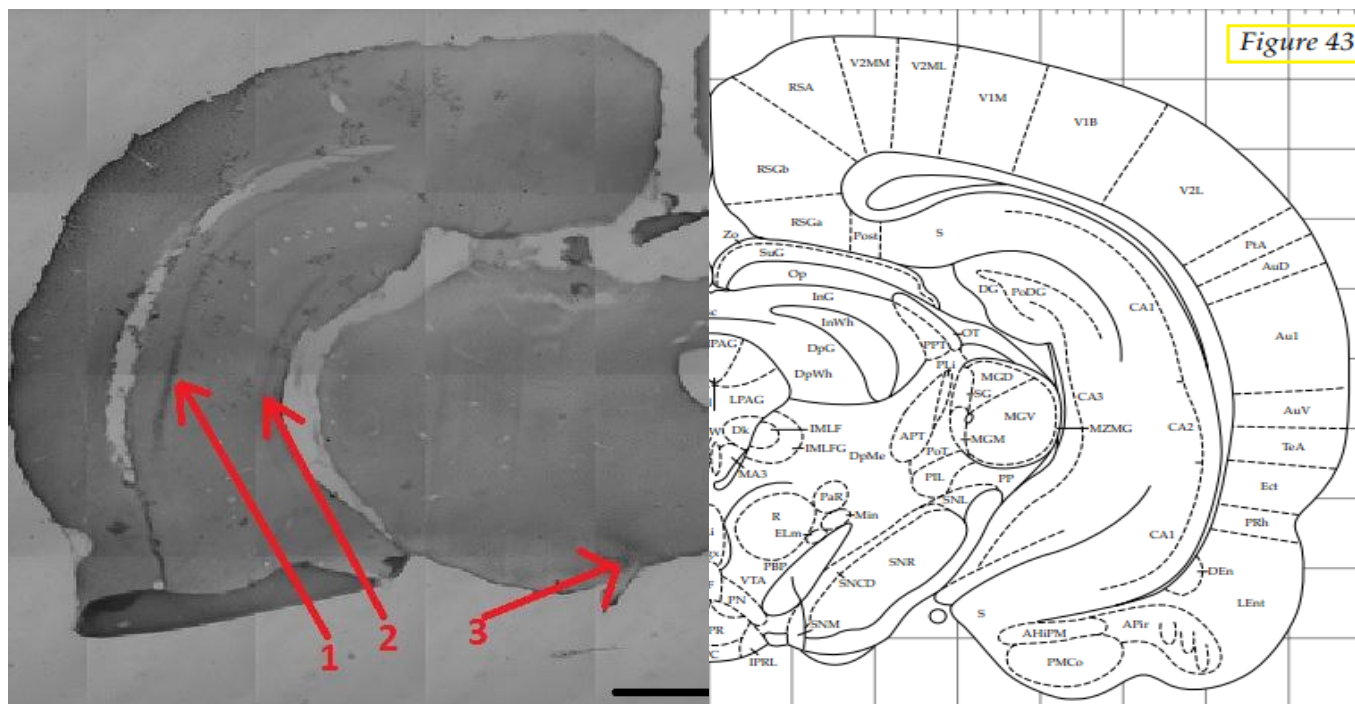 1
2
3
Figure 43
V2MM
V2ML
RSA
V1M
V1B
RSGb
V2L
RSGa
Post
S
Zo
SuG
PtA
Op
AuD
DG
PoDG
CA1
InG
InWh
OT
Au1
DpG
PPT
PLi
DpWh
MGD
SG
CA3
LPAG
MGV
AuV
CA2
Dk
IMLF
MGM
MZMG
APT
IMLFG
DpMe
PoT
TeA
MA3
PIL
PP
Ect
PaR
SNL
R
Min
PRh
ELm
CA1
SNR
PBP
DEn
VTA
SNCD
PN
LEnt
S
SNM
APir
AHiPM
IPRL
PMCo